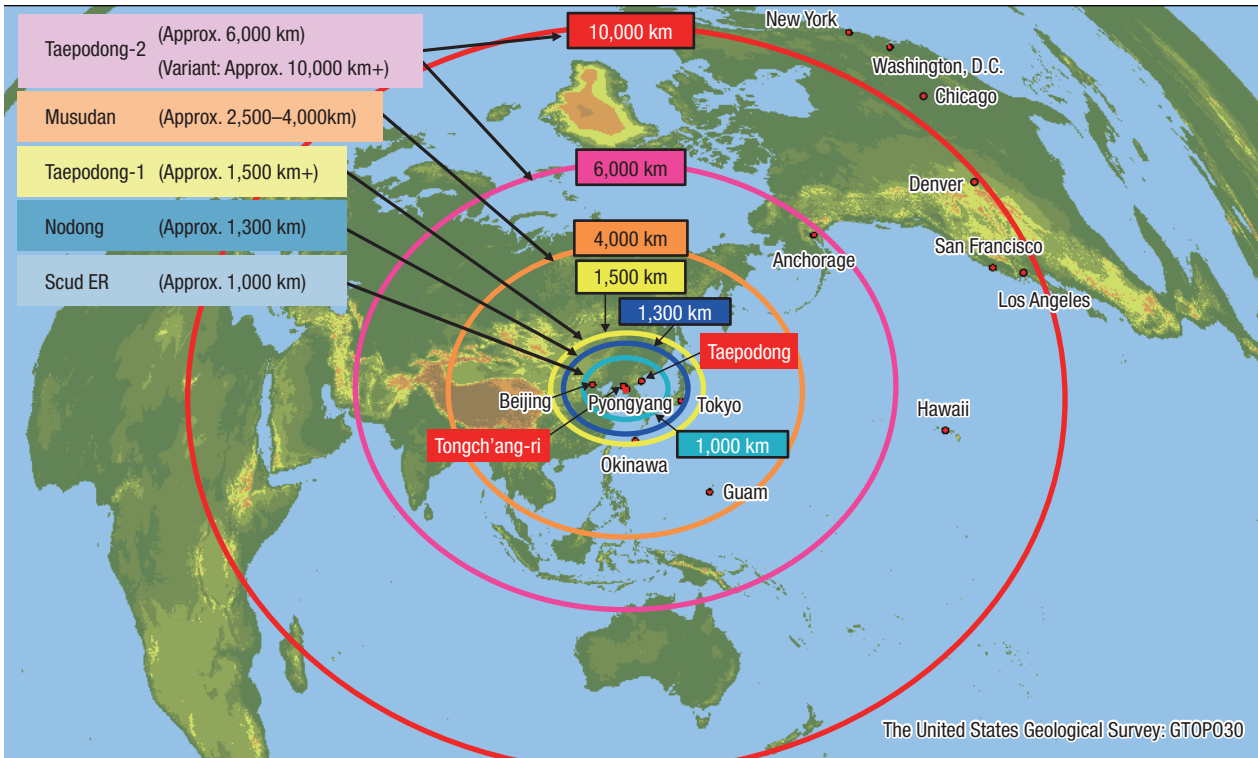 Taepodong-2 (Approx. 6,000 km)
(Variant: Approx. 10,000 km+)
Musudan (Approx. 2,500–4,000km)
Taepodong-1 (Approx. 1,500 km+)
Nodong (Approx. 1,300 km)
Scud ER (Approx. 1,000 km)
10,000 km
New York
Washington, D.C.
Chicago
6,000 km
Denver
4,000 km
Anchorage
San Francisco
1,500 km
Los Angeles
1,300 km
Taepodong
Beijing
Pyongyang
Tokyo
Hawaii
Tongch'ang-ri
1,000 km
Okinawa
Guam
The United States Geological Survey: GTOPO30